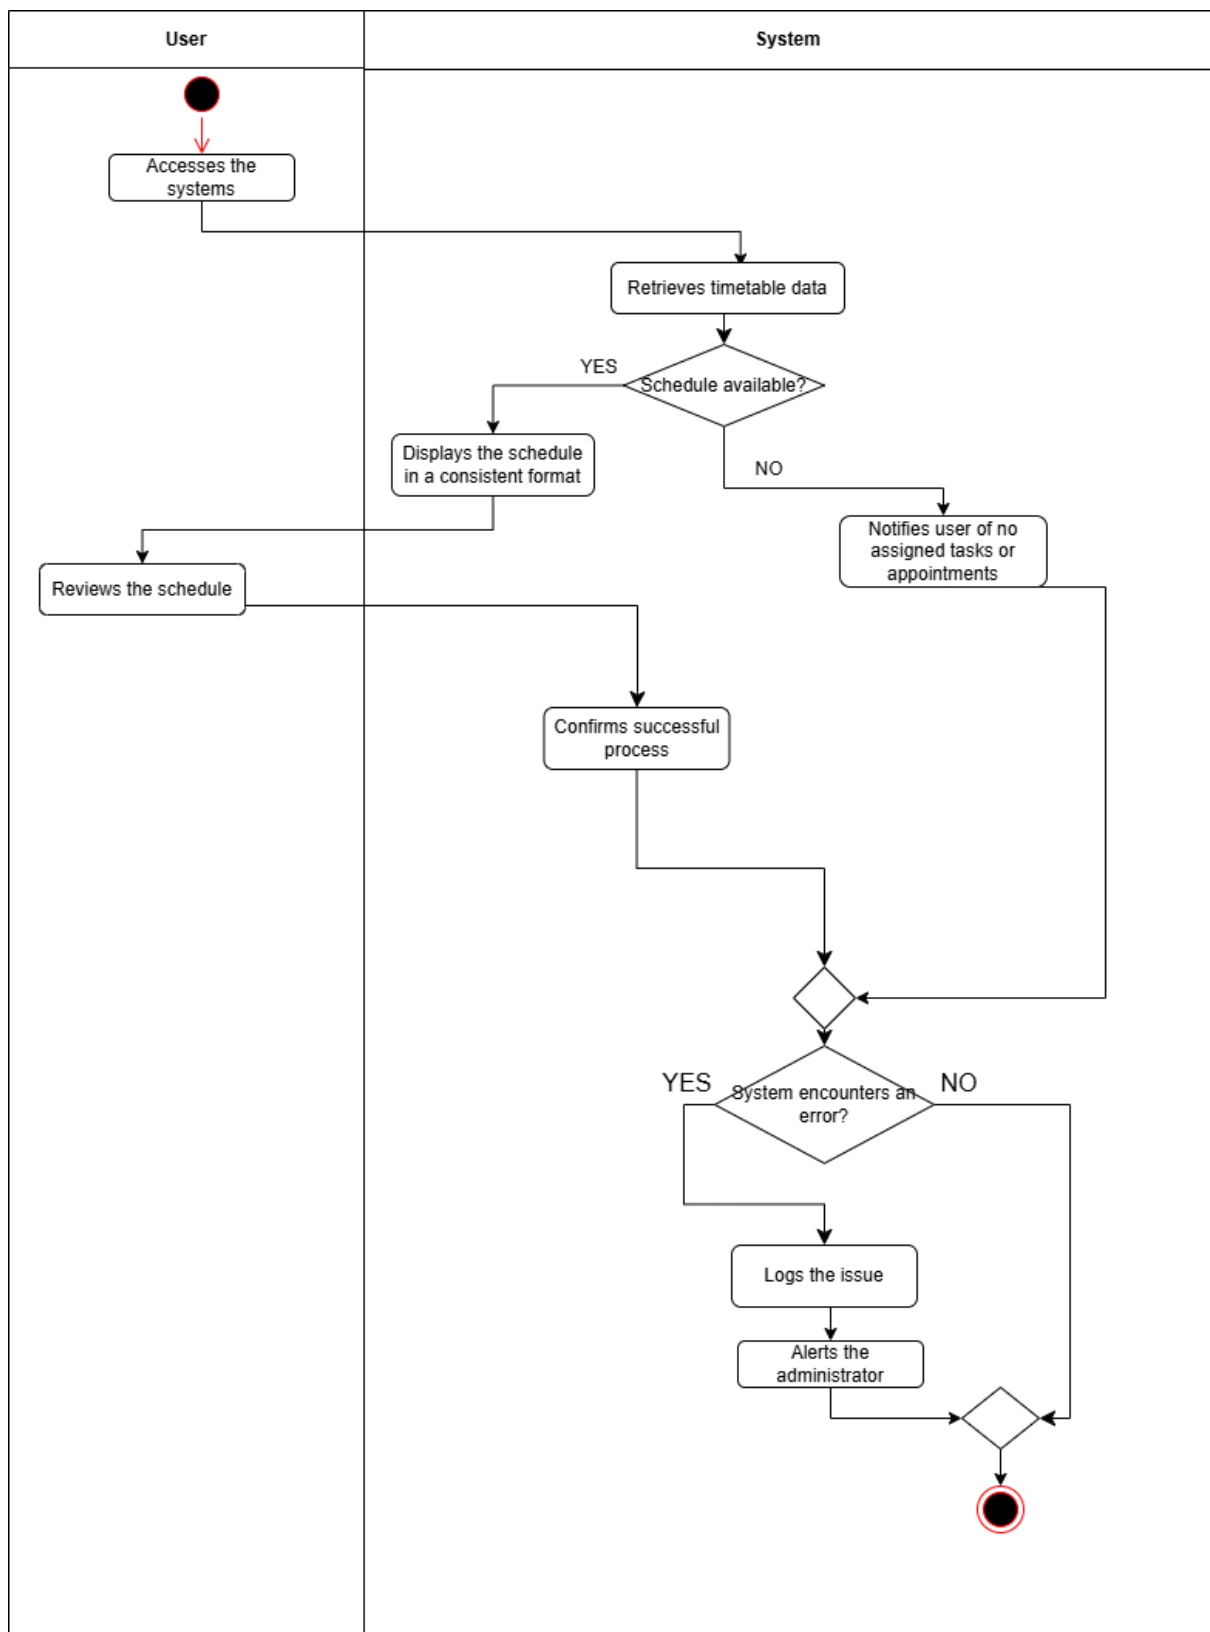 User
System
Accesses the
systems
Retrieves timetable data
YES
Schedule available?
Displays the schedule
in a consistent format
NO
Notifies user of no
assigned tasks or
appointments
Reviews the schedule
Confirms successful
process
YES
System encounters an
error?
NO
Logs the issue
Alerts the
administrator